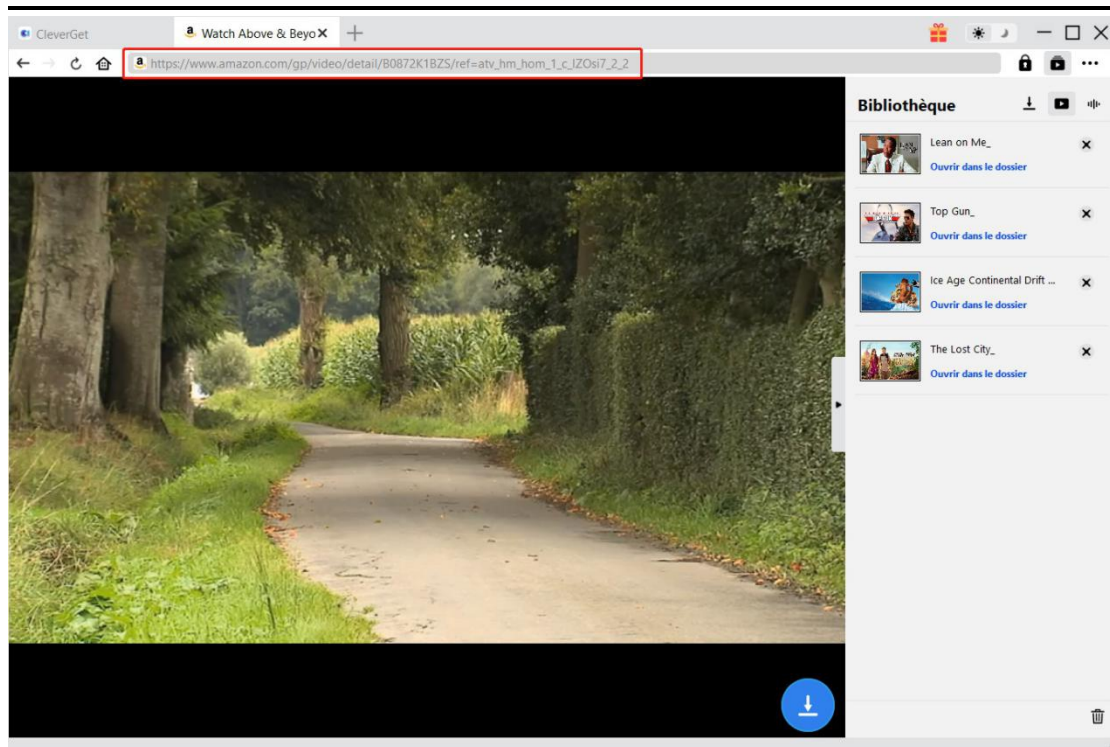 CleverGet
Watch Above & Beyo
https://www.amazon.com/gp/video/detail/B0872K1BZS/ref=atv_hm_hom_1_c_lZOsi7_2_2
Bibliothèque
Lean on Me_
Ouvrir dans le dossier
Top Gun_
Ouvrir dans le dossier
Ice Age Continental Drift ...
Ouvrir dans le dossier
The Lost City_
Ouvrir dans le dossier